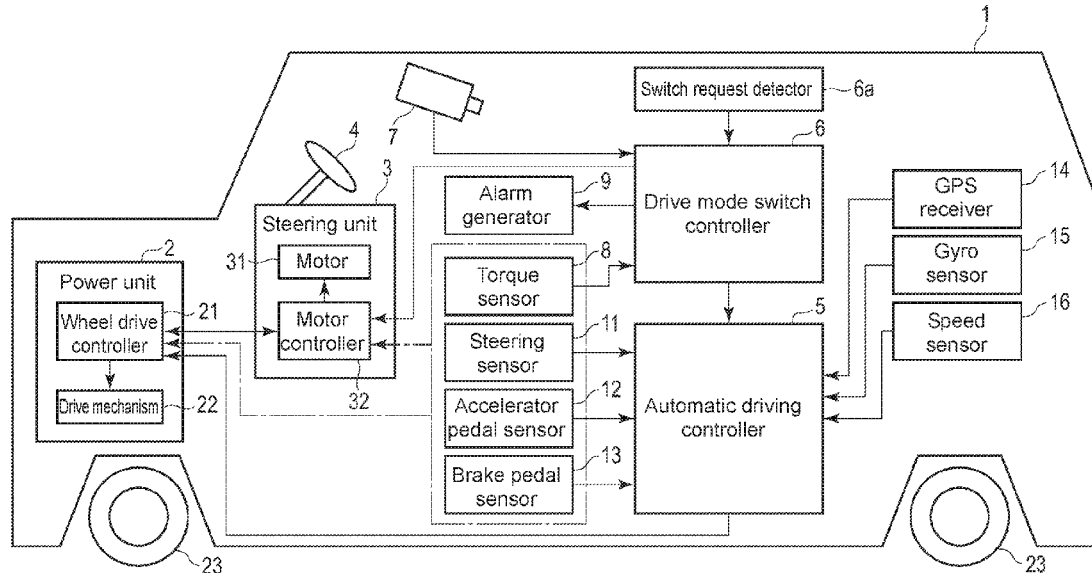 1
Switch request detector
6a
7
4
3
6
Steering unit
Alarm
generator
9
Drive mode switch
controller
GPS
receiver
14
2
Power unit
31
Motor
8
Torque
sensor
Gyro
sensor
15
21
Wheel drive
controller
Motor
controller
32
11
Steering
sensor
5
Speed
sensor
16
Drive mechanism
22
12
Accelerator
pedal sensor
Automatic driving
controller
13
Brake pedal
sensor
23
23